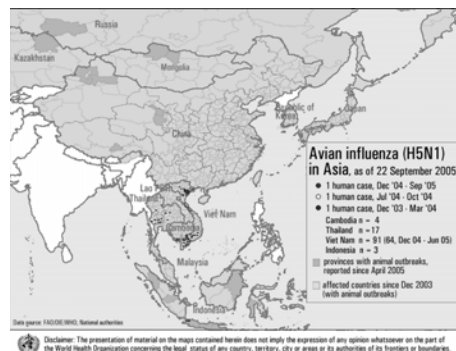 Russia
Kazakhstan
Mongolia
Republic of
Korea
Japan
China
Lao PDR
Thailand
Viet Nam
Cambodia
Malaysia
Indonesia
Avian influenza (H5N1)
in Asia, as of 22 September 2005
1 human case, Dec '04 - Sep '05
1 human case, Jul '04 - Oct '04
1 human case, Dec '03 - Mar '04
Cambodia n = 4
Thailand n = 17
Viet Nam n = 91 (64, Dec 04 - Jun 05)
Indonesia n = 3
provinces with animal outbreaks,
reported since April 2005
affected countries since Dec 2003
(with animal outbreaks)
Data source: FAO/OIE/WHO, National authorities
Disclaimer: The presentation of material on the maps contained herein does not imply the expression of any opinion whatsoever on the part of
the World Health Organization concerning the legal status of any country, territory, city or areas or its authorities of its frontiers or boundaries.